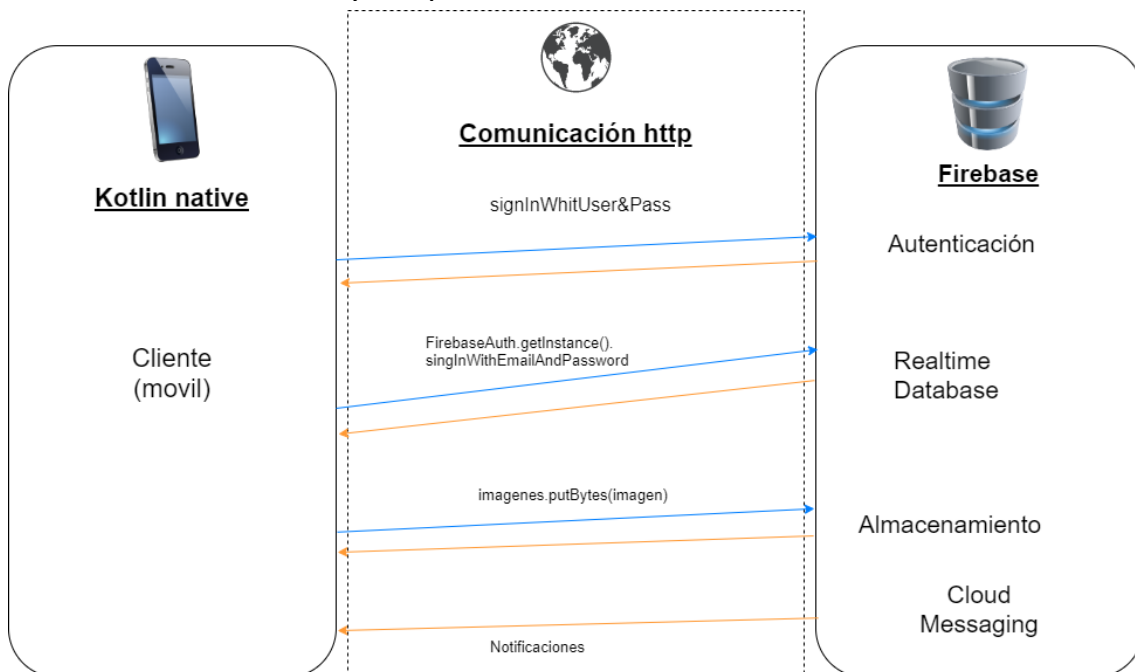 Comunicación http
Kotlin native
Firebase
signInWhitUser&Pass
Autenticación
FirebaseAuth.getInstance().
singInWithEmailAndPassword
Cliente
(movil)
Realtime
Database
imagenes.putBytes(imagen)
Almacenamiento
Cloud
Messaging
Notificaciones